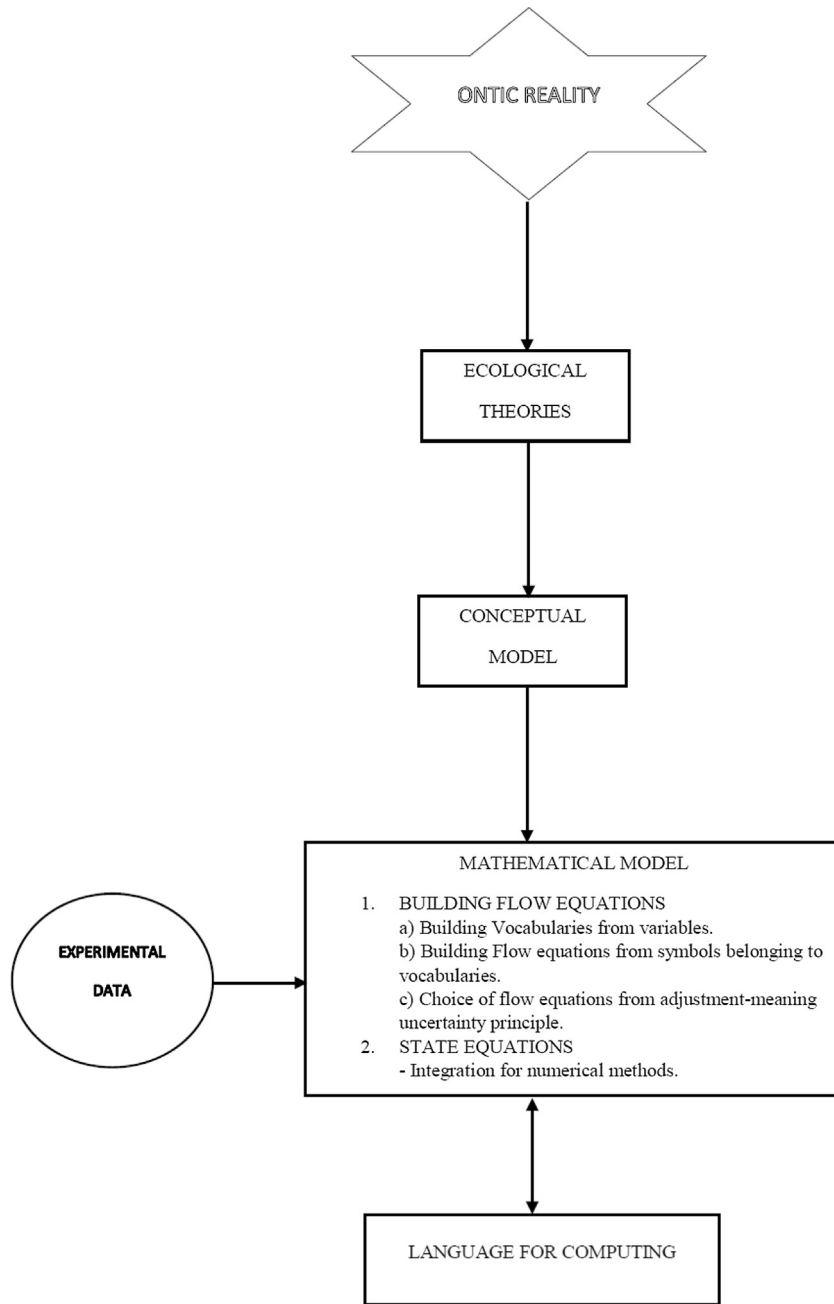 ONTIC REALITY
ECOLOGICAL
THEORIES
CONCEPTUAL
MODEL
MATHEMATICAL MODEL
1. BUILDING FLOW EQUATIONS
a) Building Vocabularies from variables.
b) Building Flow equations from symbols belonging to
vocabularies.
c) Choice of flow equations from adjustment-meaning
uncertainty principle.
2. STATE EQUATIONS
- Integration for numerical methods.
EXPERIMENTAL
DATA
LANGUAGE FOR COMPUTING